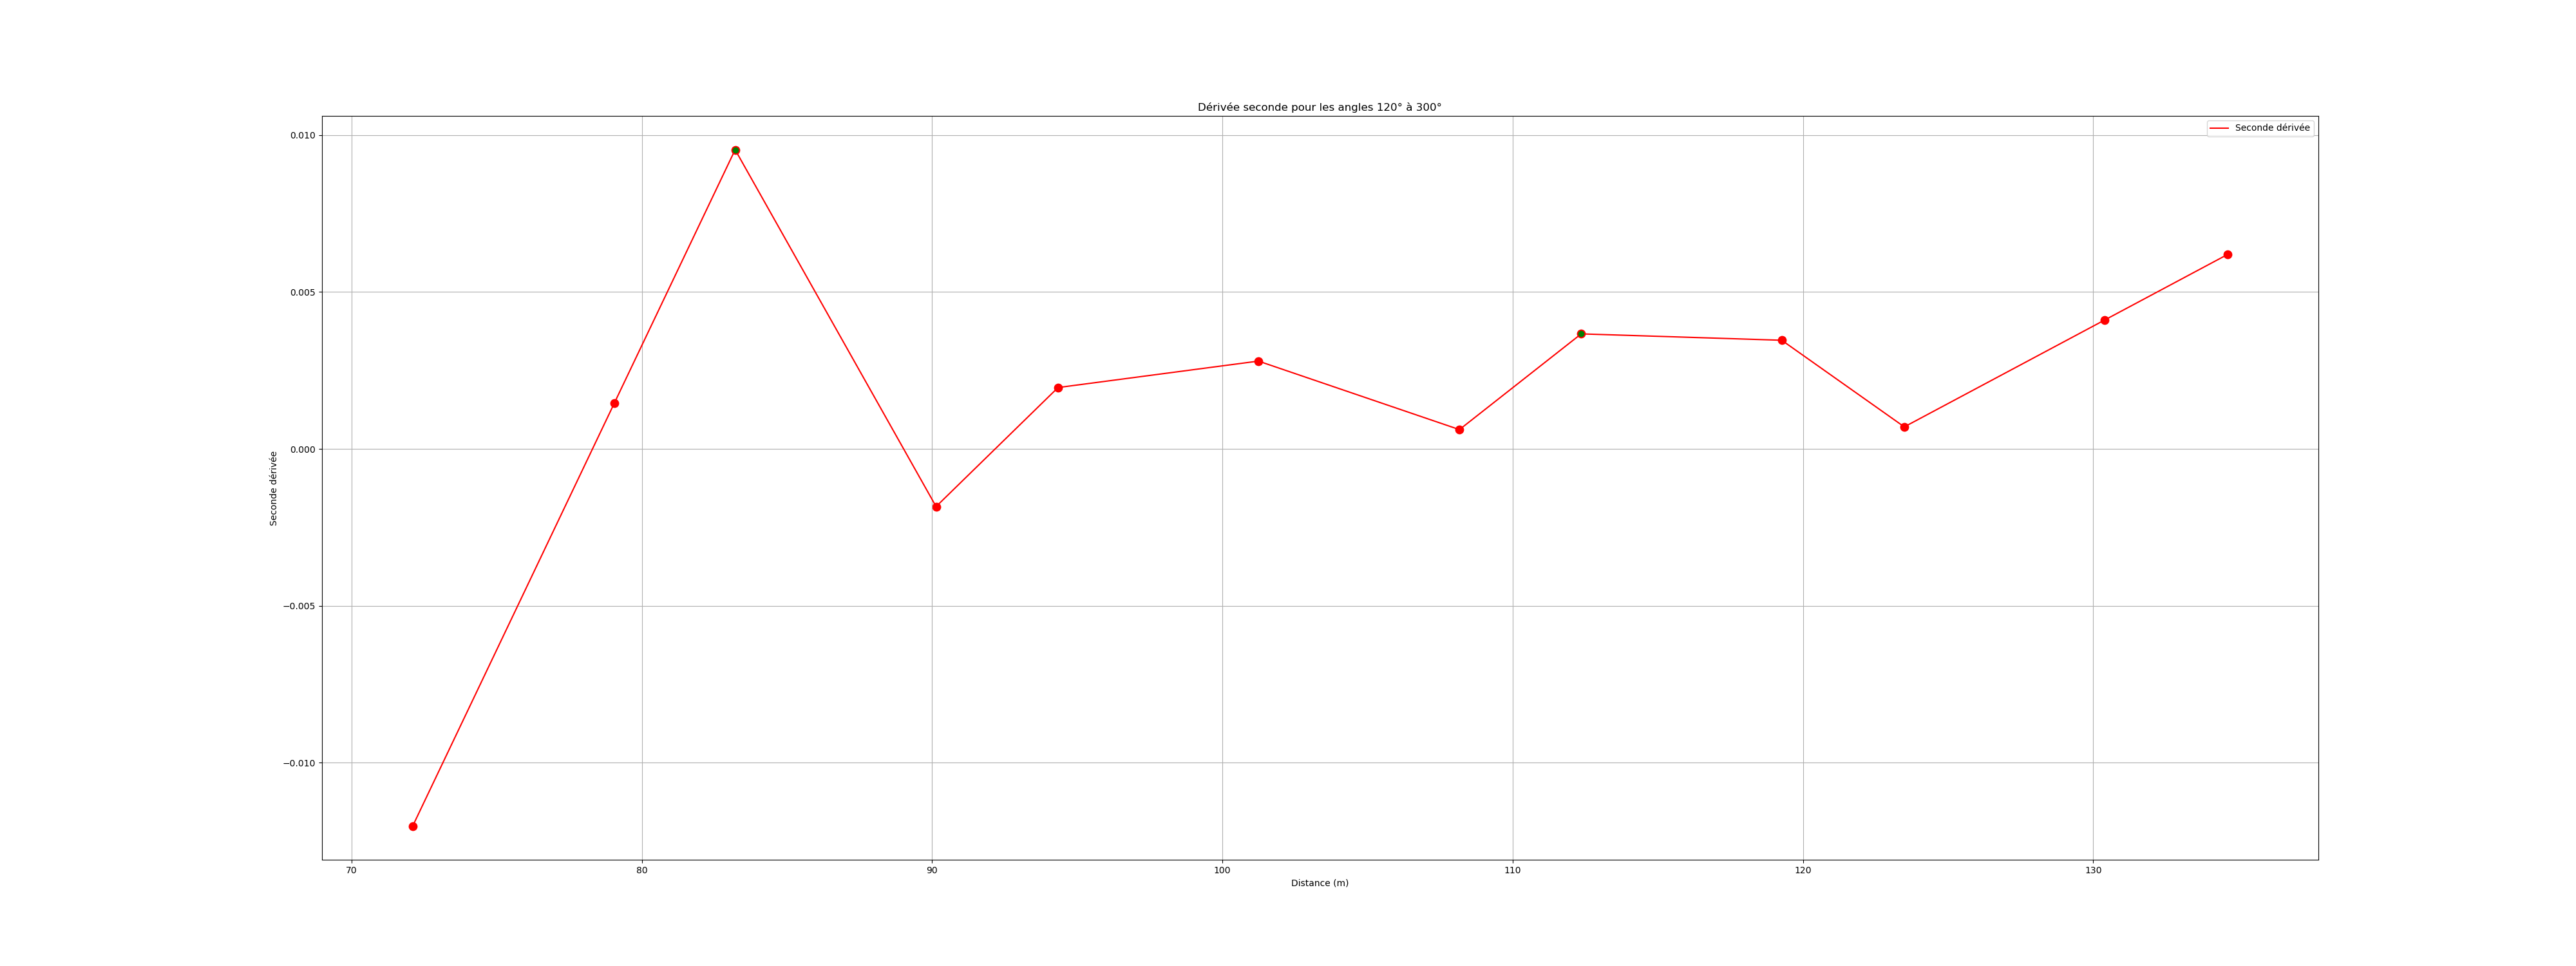 Dérivée seconde pour les angles 120° à 300°
Seconde dérivée
0.010
0.005
0.000
−0.005
−0.010
Seconde dérivée
70 80 90 100 110 120 130
Distance (m)